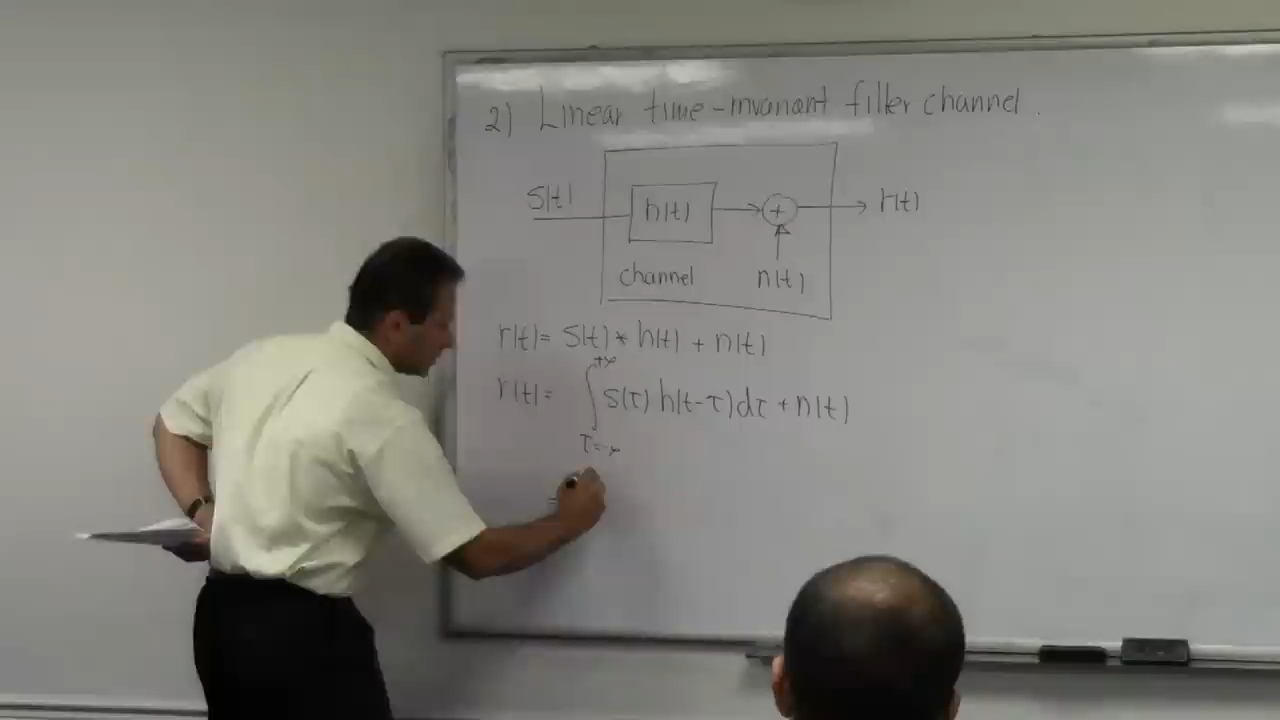 2) Linear time-invariant filter channel.
s(t) h(t) + r(t)
channel n(t)
r(t) = s(t) * h(t) + n(t)
+∞
r(t) = ∫ s(τ) h(t-τ) dτ + n(t)
τ=-∞
=